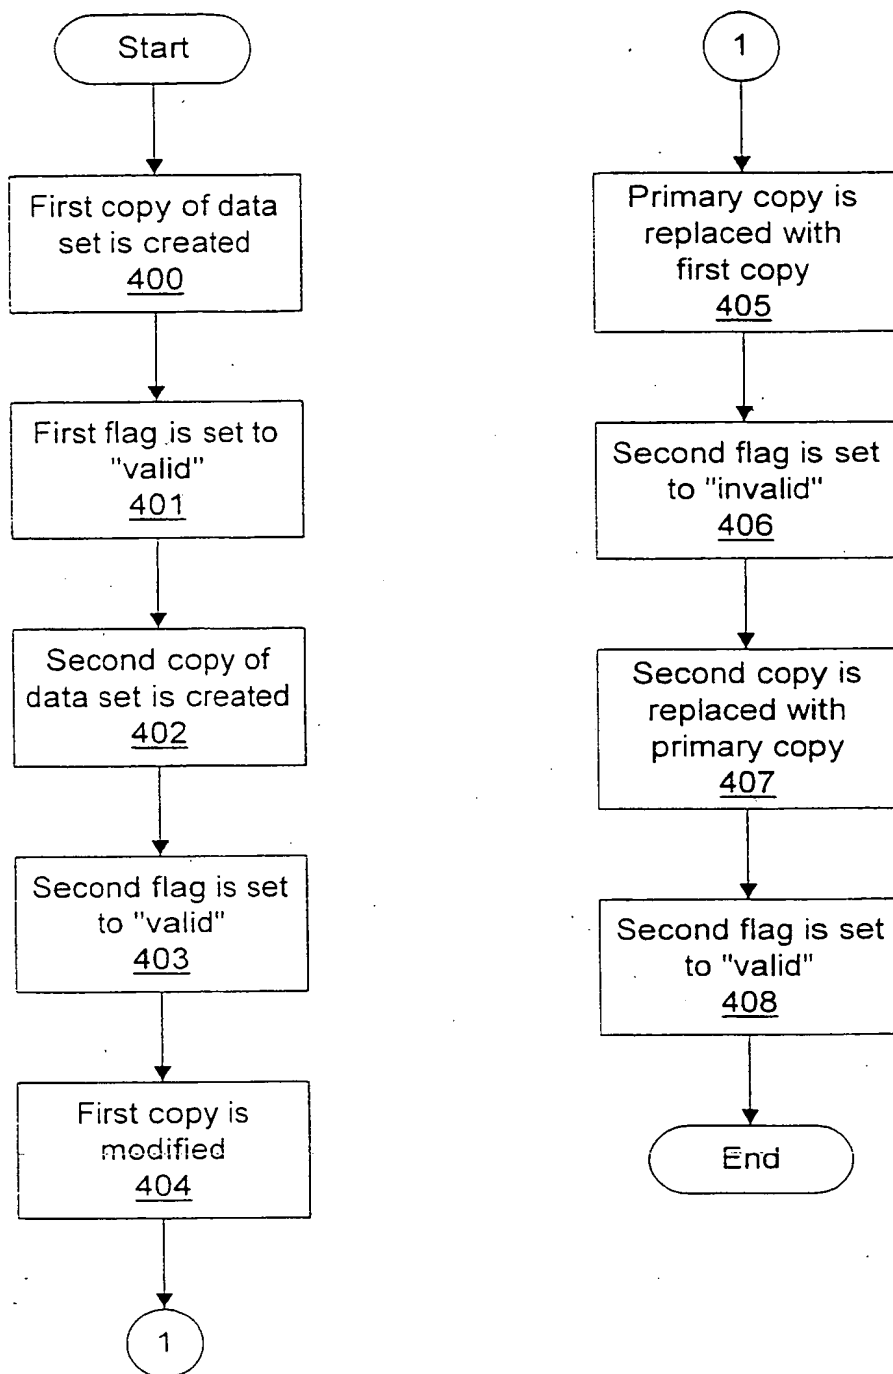 Start
First copy of data
set is created
400
First flag is set to
"valid"
401
Second copy of
data set is created
402
Second flag is set
to "valid"
403
First copy is
modified
404
1
1
Primary copy is
replaced with
first copy
405
Second flag is set
to "invalid"
406
Second copy is
replaced with
primary copy
407
Second flag is set
to "valid"
408
End